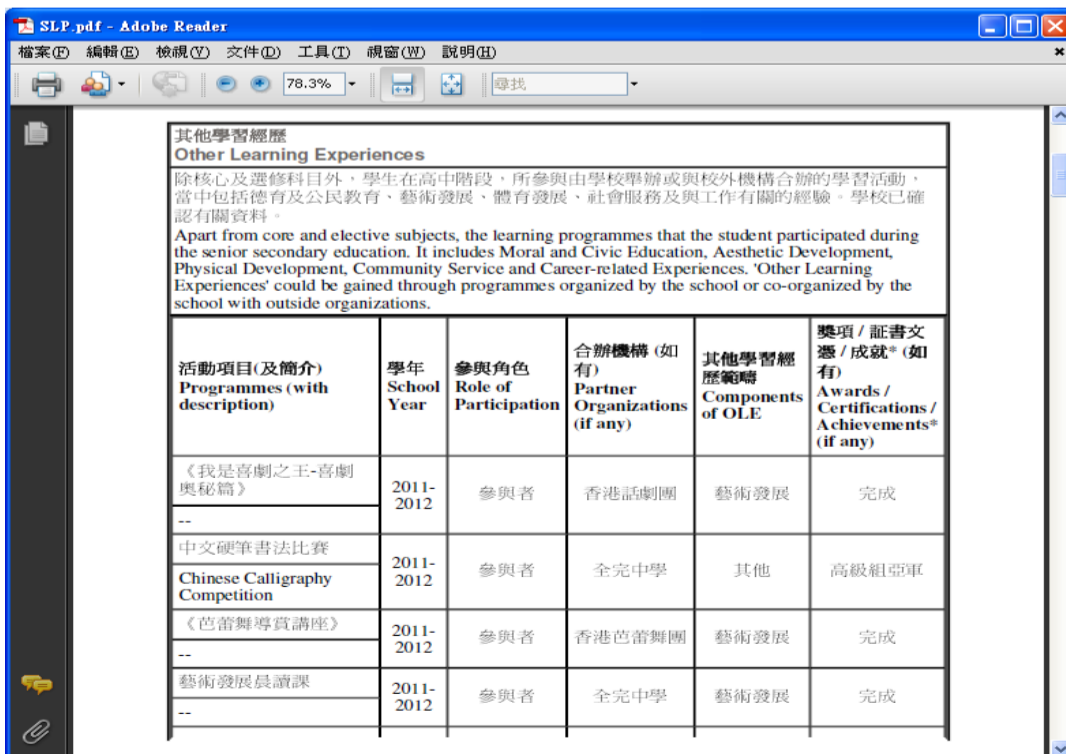 SLP.pdf - Adobe Reader
檔案(F) 編輯(E) 檢視(V) 文件(D) 工具(T) 視窗(W) 說明(H)
78.3% 尋找
其他學習經歷
Other Learning Experiences
除核心及選修科目外，學生在高中階段，所參與由學校舉辦或與校外機構合辦的學習活動，
當中包括德育及公民教育、藝術發展、體育發展、社會服務及與工作有關的經驗。學校已確
認有關資料。
Apart from core and elective subjects, the learning programmes that the student participated during
the senior secondary education. It includes Moral and Civic Education, Aesthetic Development,
Physical Development, Community Service and Career-related Experiences. 'Other Learning
Experiences' could be gained through programmes organized by the school or co-organized by the
school with outside organizations.
活動項目(及簡介)
Programmes (with
description)
學年
School
Year
參與角色
Role of
Participation
合辦機構 (如
有)
Partner
Organizations
(if any)
其他學習經
歷範疇
Components
of OLE
獎項 / 証書文
憑 / 成就* (如
有)
Awards /
Certifications /
Achievements*
(if any)
《我是喜劇之王-喜劇
奧秘篇》
--
2011-
2012
參與者
香港話劇團
藝術發展
完成
中文硬筆書法比賽
Chinese Calligraphy
Competition
2011-
2012
參與者
全完中學
其他
高級組亞軍
《芭蕾舞導賞講座》
--
2011-
2012
參與者
香港芭蕾舞團
藝術發展
完成
藝術發展晨讀課
--
2011-
2012
參與者
全完中學
藝術發展
完成